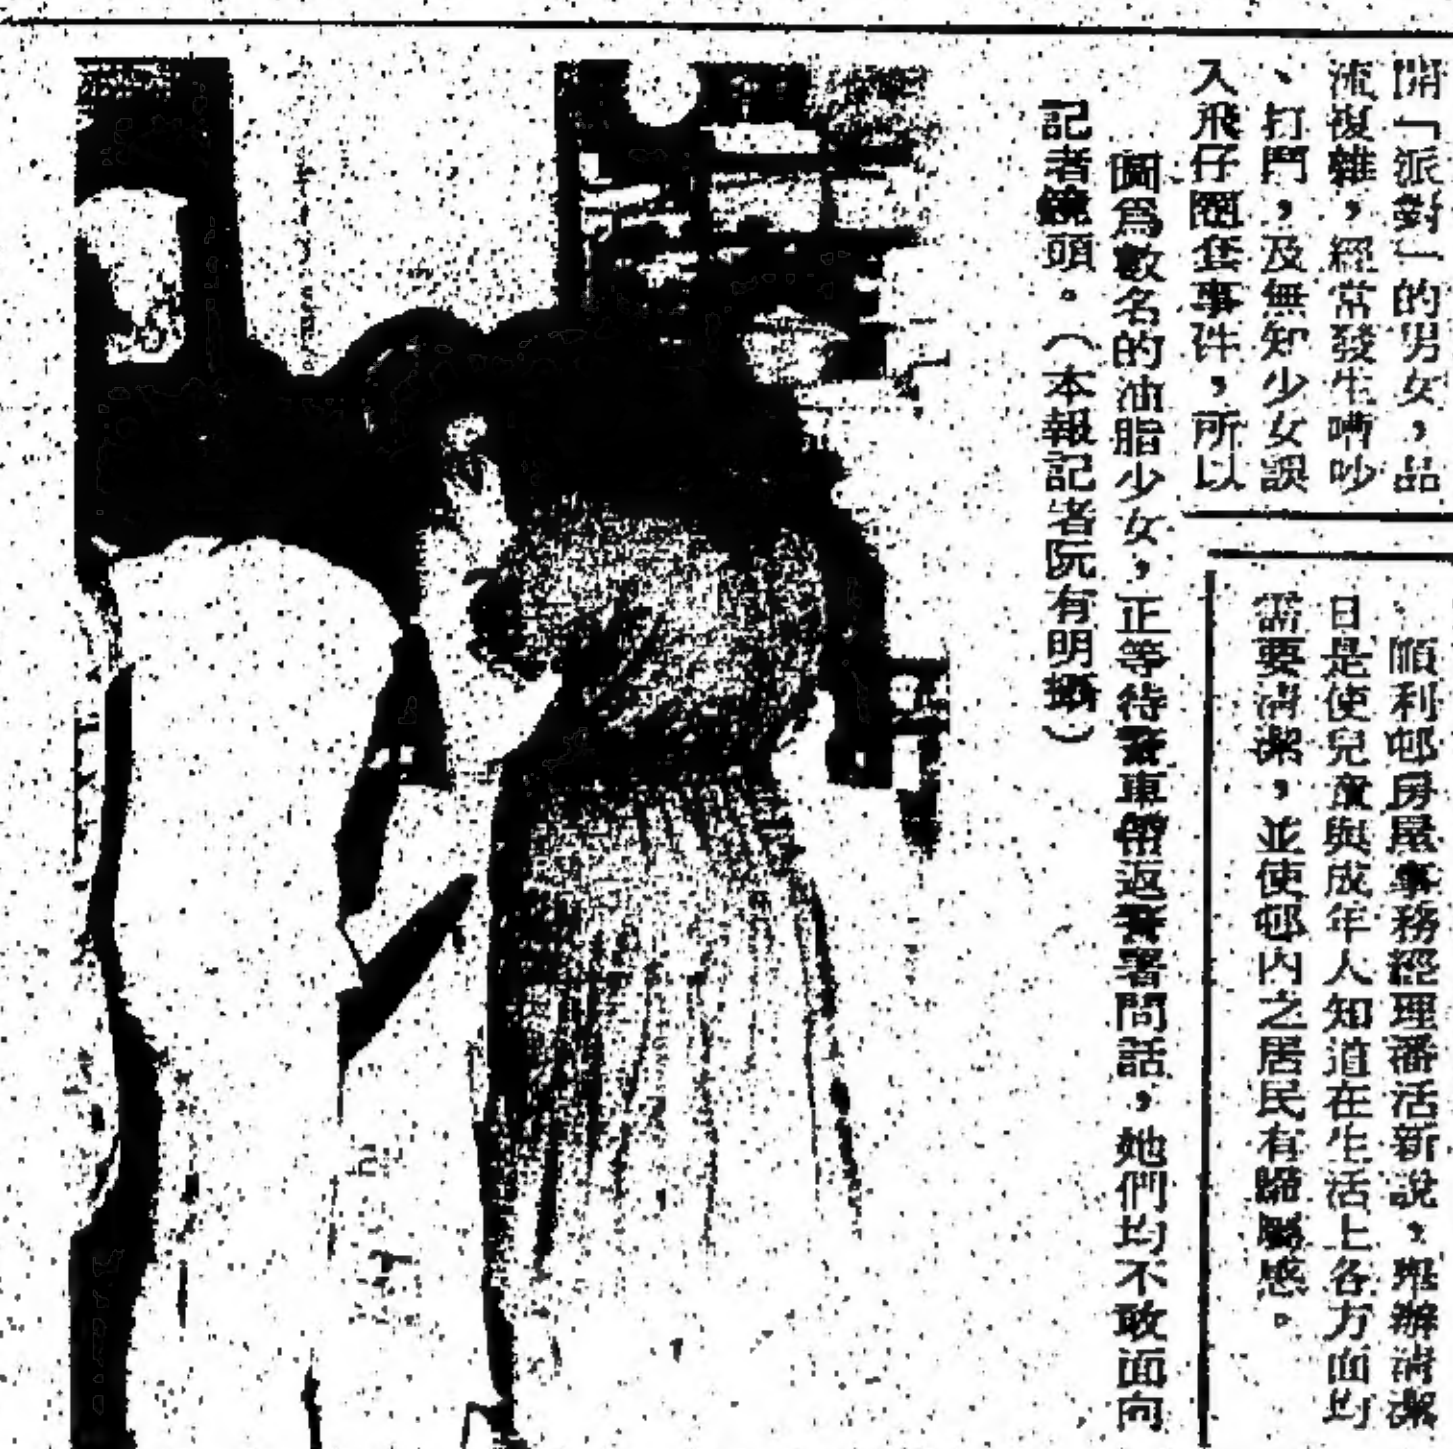 開「派對」的男女，品
流複雜，經常發生嘈吵
、打鬥，及無知少女誤
入飛仔圈套事件，所以
圖為數名的油脂少女，正等待警車帶返警署問話，她們均不敢面向
記者鏡頭。（本報記者阮有明攝）
順利邨房屋事務經理潘活新說，舉辦清潔
日是使兒童與成年人知道在生活上各方面均
需要清潔，並使邨內之居民有歸屬感。